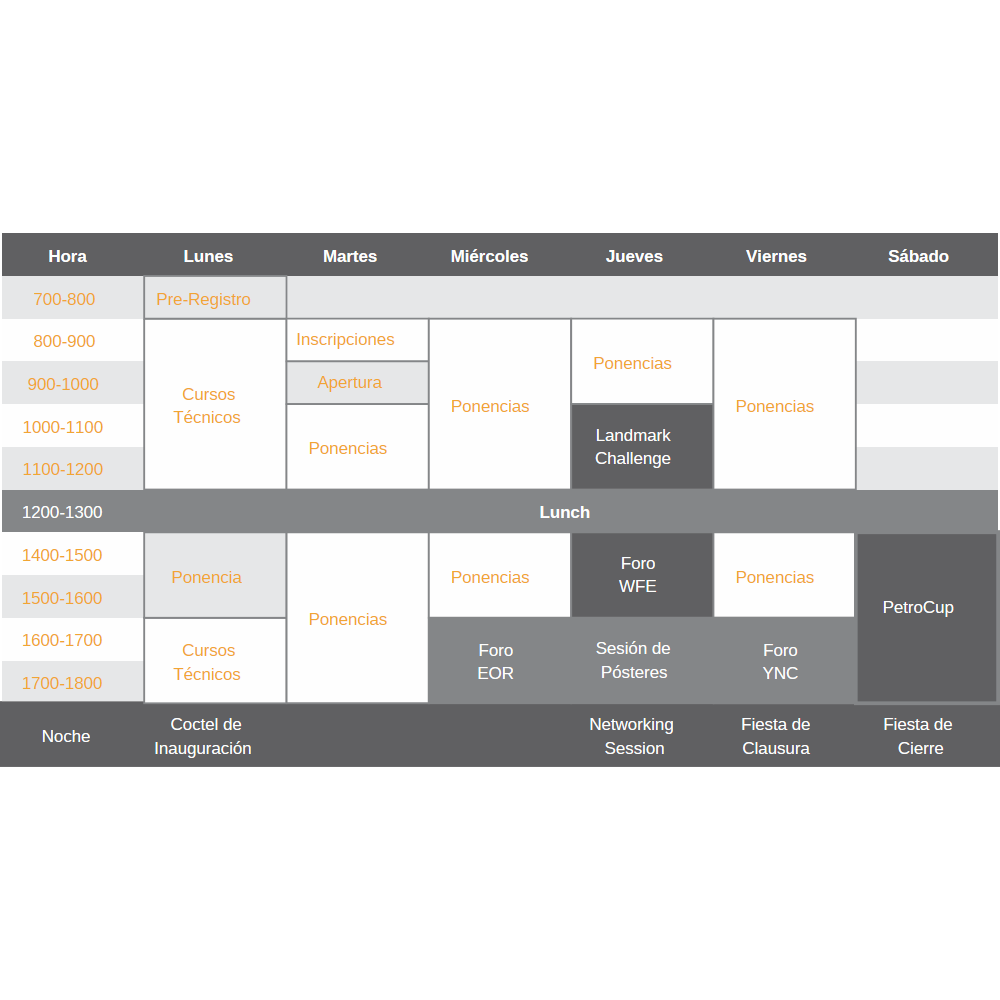 Hora Lunes Martes Miércoles Jueves Viernes Sábado
700-800 Pre-Registro
800-900 Inscripciones
Ponencias
900-1000 Apertura
Cursos
Técnicos
Ponencias Ponencias
1000-1100
Landmark
Challenge
Ponencias
1100-1200
1200-1300 Lunch
1400-1500
Foro
WFE
Ponencia Ponencias Ponencias
1500-1600
PetroCup
Ponencias
1600-1700
Cursos
Técnicos
Foro
EOR
Sesión de
Pósteres
Foro
YNC
1700-1800
Noche
Coctel de
Inauguración
Networking
Session
Fiesta de
Clausura
Fiesta de
Cierre